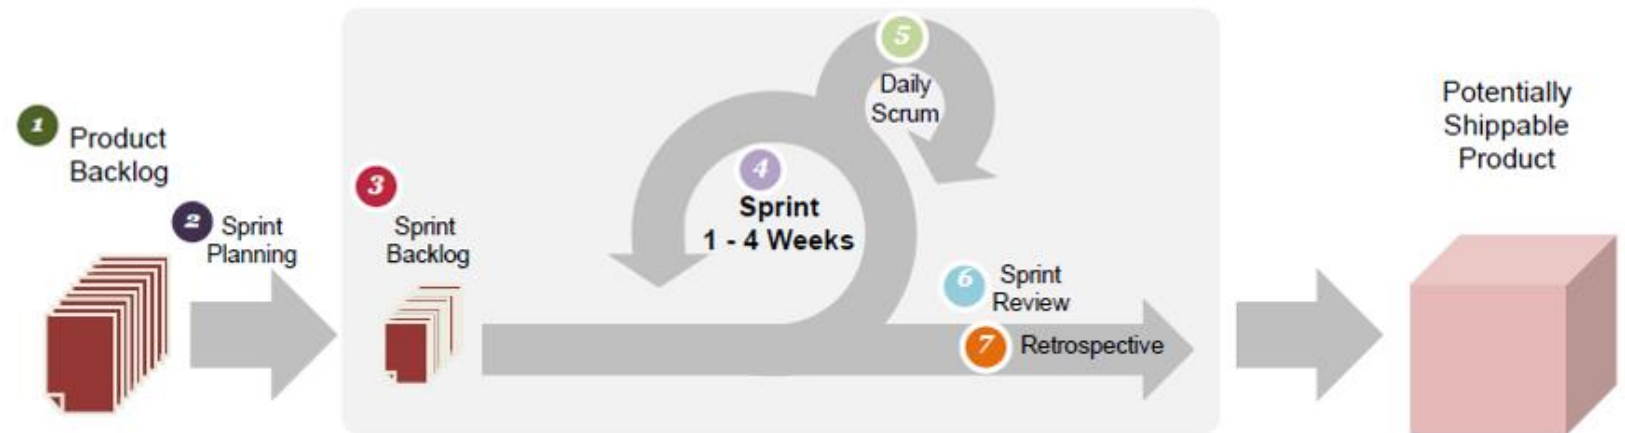 1
Product
Backlog
2
Sprint
Planning
3
Sprint
Backlog
4
Sprint
1 - 4 Weeks
5
Daily
Scrum
6
Sprint
Review
7
Retrospective
Potentially
Shippable
Product